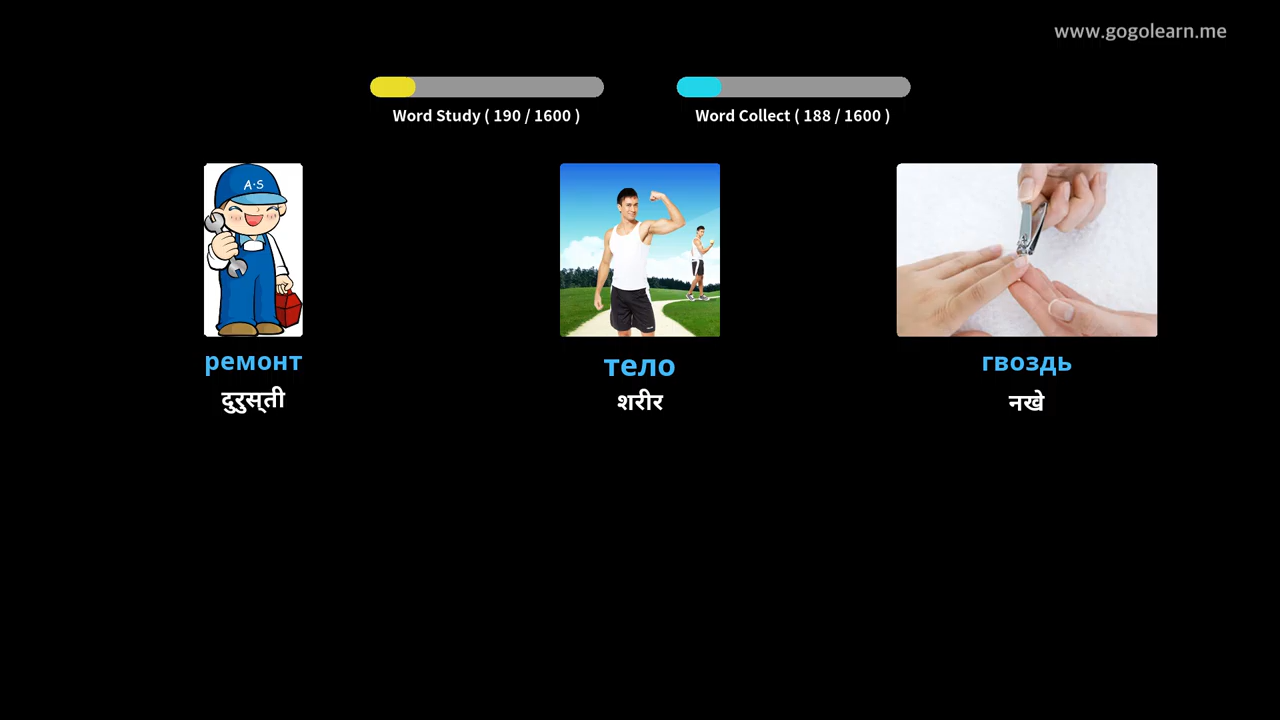 www.gogolearn.me
Word Study ( 190 / 1600 )
Word Collect ( 188 / 1600 )
A·S
ремонт
тело
гвоздь
दुरुस्ती
शरीर
नखे